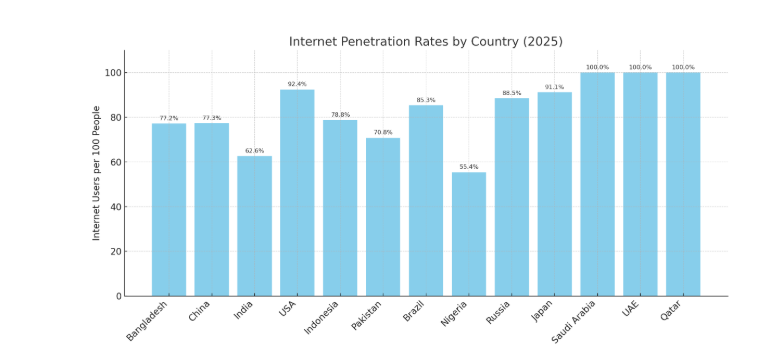 Internet Penetration Rates by Country (2025)
Internet Users per 100 People
100
80
60
40
20
0
77.2%
77.3%
62.6%
92.4%
78.8%
70.8%
85.3%
55.4%
88.5%
91.1%
100.0%
100.0%
100.0%
Bangladesh
China
India
USA
Indonesia
Pakistan
Brazil
Nigeria
Russia
Japan
Saudi Arabia
UAE
Qatar